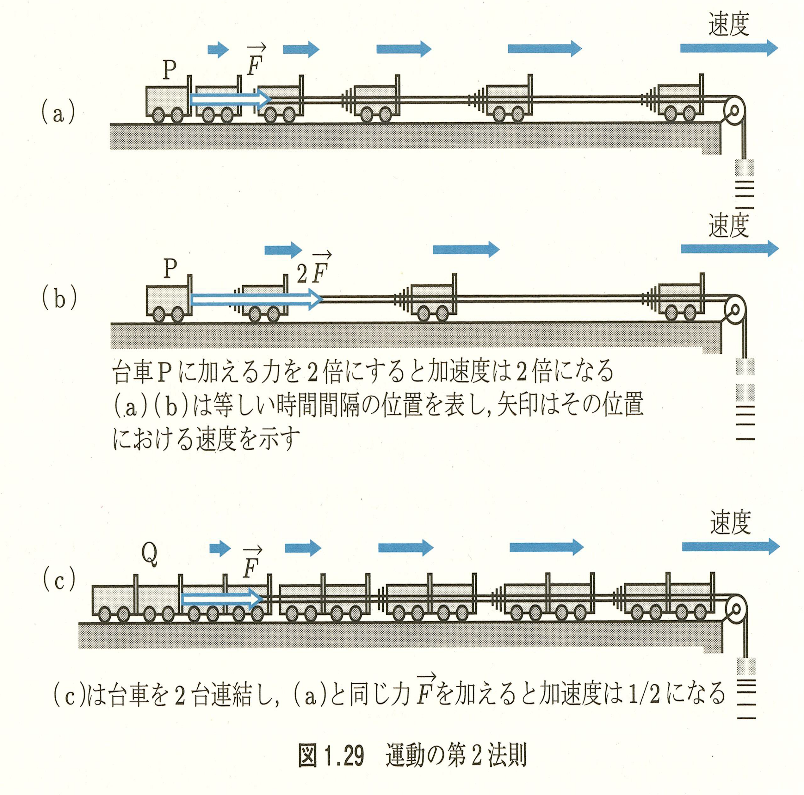 速度
P
F
(a)
速度
P
2F
(b)
台車Pに加える力を2倍にすると加速度は2倍になる
(a)(b)は等しい時間間隔の位置を表し,矢印はその位置
における速度を示す
速度
Q
F
(c)
(c)は台車を2台連結し,(a)と同じ力Fを加えると加速度は1/2になる
図1.29 運動の第2法則